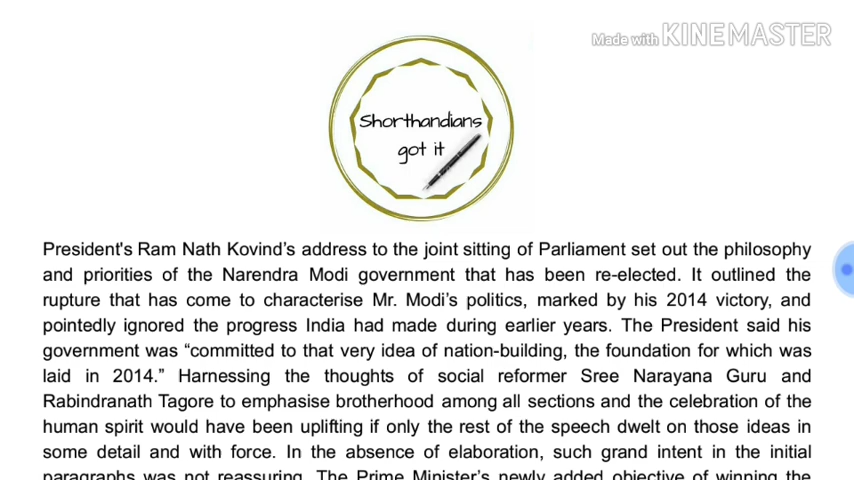 Made with KINEMASTER
Shorthandians
got it
President's Ram Nath Kovind's address to the joint sitting of Parliament set out the philosophy
and priorities of the Narendra Modi government that has been re-elected. It outlined the
rupture that has come to characterise Mr. Modi's politics, marked by his 2014 victory, and
pointedly ignored the progress India had made during earlier years. The President said his
government was “committed to that very idea of nation-building, the foundation for which was
laid in 2014.” Harnessing the thoughts of social reformer Sree Narayana Guru and
Rabindranath Tagore to emphasise brotherhood among all sections and the celebration of the
human spirit would have been uplifting if only the rest of the speech dwelt on those ideas in
some detail and with force. In the absence of elaboration, such grand intent in the initial
paragraphs was not reassuring. The Prime Minister's newly added objective of winning the